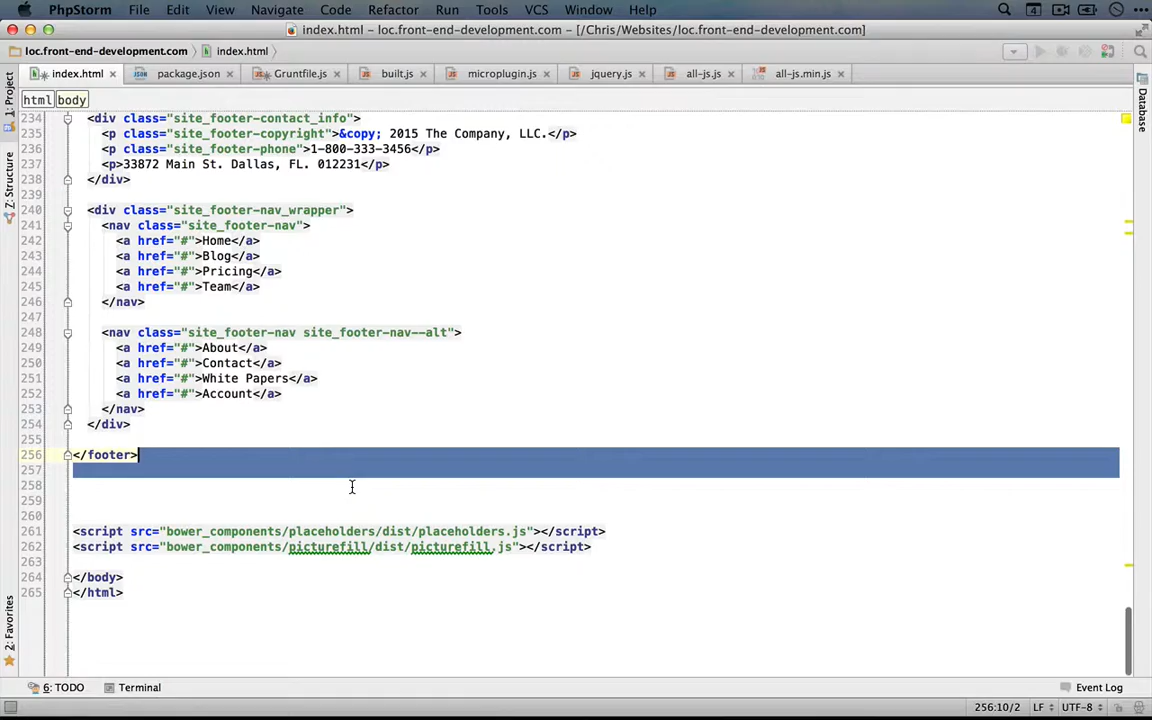 PhpStorm File Edit View Navigate Code Refactor Run Tools VCS Window Help 4
index.html - loc.front-end-development.com - [/Chris/Websites/loc.front-end-development.com]
loc.front-end-development.com index.html
index.html package.json Gruntfile.js built.js microplugin.js jquery.js all-js.js all-js.min.js
html body
1: Project
Z: Structure
2: Favorites
Database
234 <div class="site_footer-contact_info">
235 <p class="site_footer-copyright">&copy; 2015 The Company, LLC.</p>
236 <p class="site_footer-phone">1-800-333-3456</p>
237 <p>33872 Main St. Dallas, FL. 012231</p>
238 </div>
239
240 <div class="site_footer-nav_wrapper">
241 <nav class="site_footer-nav">
242 <a href="#">Home</a>
243 <a href="#">Blog</a>
244 <a href="#">Pricing</a>
245 <a href="#">Team</a>
246 </nav>
247
248 <nav class="site_footer-nav site_footer-nav--alt">
249 <a href="#">About</a>
250 <a href="#">Contact</a>
251 <a href="#">White Papers</a>
252 <a href="#">Account</a>
253 </nav>
254 </div>
255
256 </footer>
257
258
259
260
261 <script src="bower_components/placeholders/dist/placeholders.js"></script>
262 <script src="bower_components/picturefill/dist/picturefill.js"></script>
263
264 </body>
265 </html>
6: TODO Terminal Event Log
256:10/2 LF UTF-8